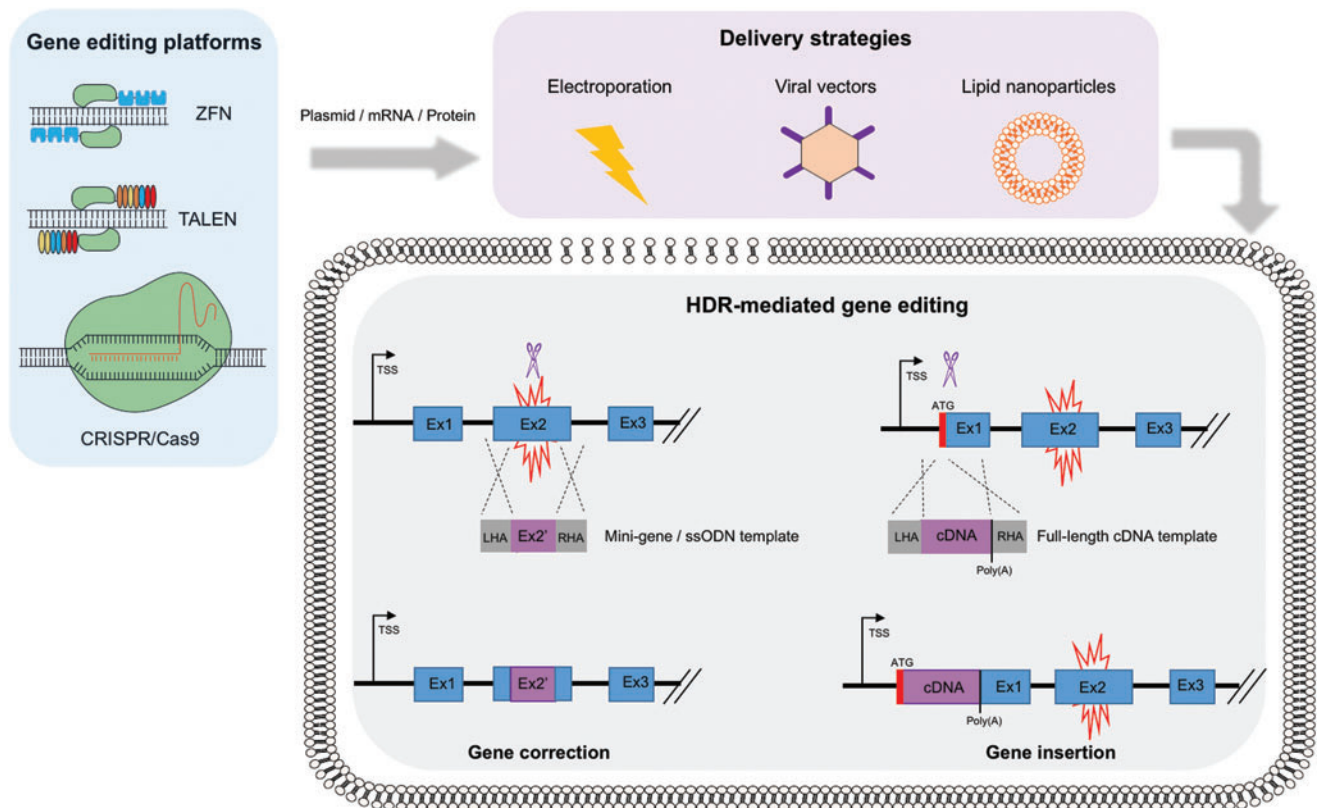 Gene editing platforms
ZFN
TALEN
CRISPR/Cas9
Plasmid / mRNA / Protein
Delivery strategies
Electroporation
Viral vectors
Lipid nanoparticles
HDR-mediated gene editing
TSS
Ex1
Ex2
Ex3
LHA
Ex2'
RHA
Mini-gene / ssODN template
TSS
Ex1
Ex2'
Ex3
Gene correction
TSS
ATG
Ex1
Ex2
Ex3
LHA
cDNA
RHA
Full-length cDNA template
Poly(A)
TSS
ATG
cDNA
Ex1
Ex2
Ex3
Poly(A)
Gene insertion